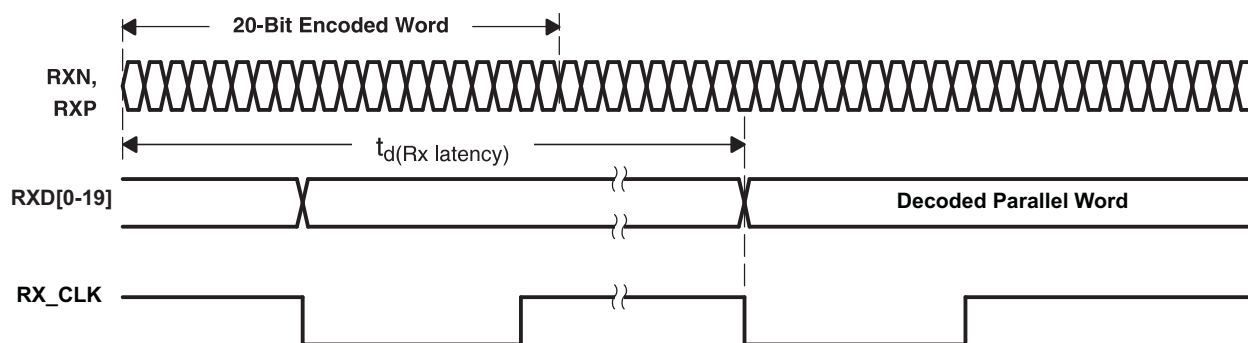 20-Bit Encoded Word
RXN,
RXP
td(Rx latency)
RXD[0-19]
Decoded Parallel Word
RX_CLK